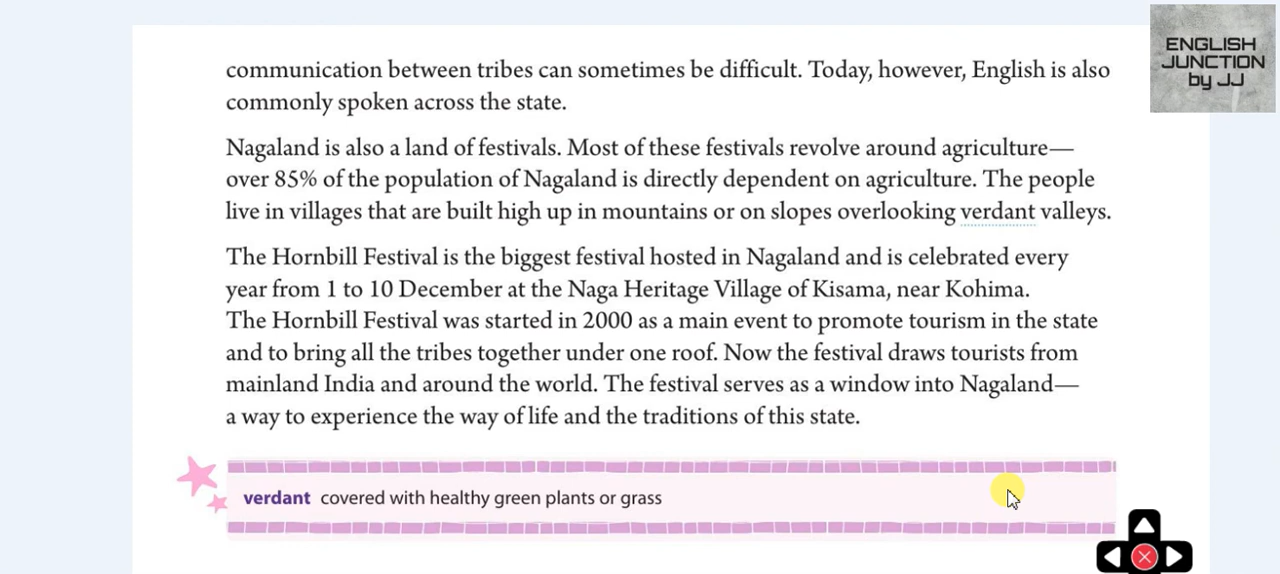 ENGLISH
JUNCTION
by JJ
communication between tribes can sometimes be difficult. Today, however, English is also
commonly spoken across the state.
Nagaland is also a land of festivals. Most of these festivals revolve around agriculture—
over 85% of the population of Nagaland is directly dependent on agriculture. The people
live in villages that are built high up in mountains or on slopes overlooking verdant valleys.
The Hornbill Festival is the biggest festival hosted in Nagaland and is celebrated every
year from 1 to 10 December at the Naga Heritage Village of Kisama, near Kohima.
The Hornbill Festival was started in 2000 as a main event to promote tourism in the state
and to bring all the tribes together under one roof. Now the festival draws tourists from
mainland India and around the world. The festival serves as a window into Nagaland—
a way to experience the way of life and the traditions of this state.
verdant covered with healthy green plants or grass